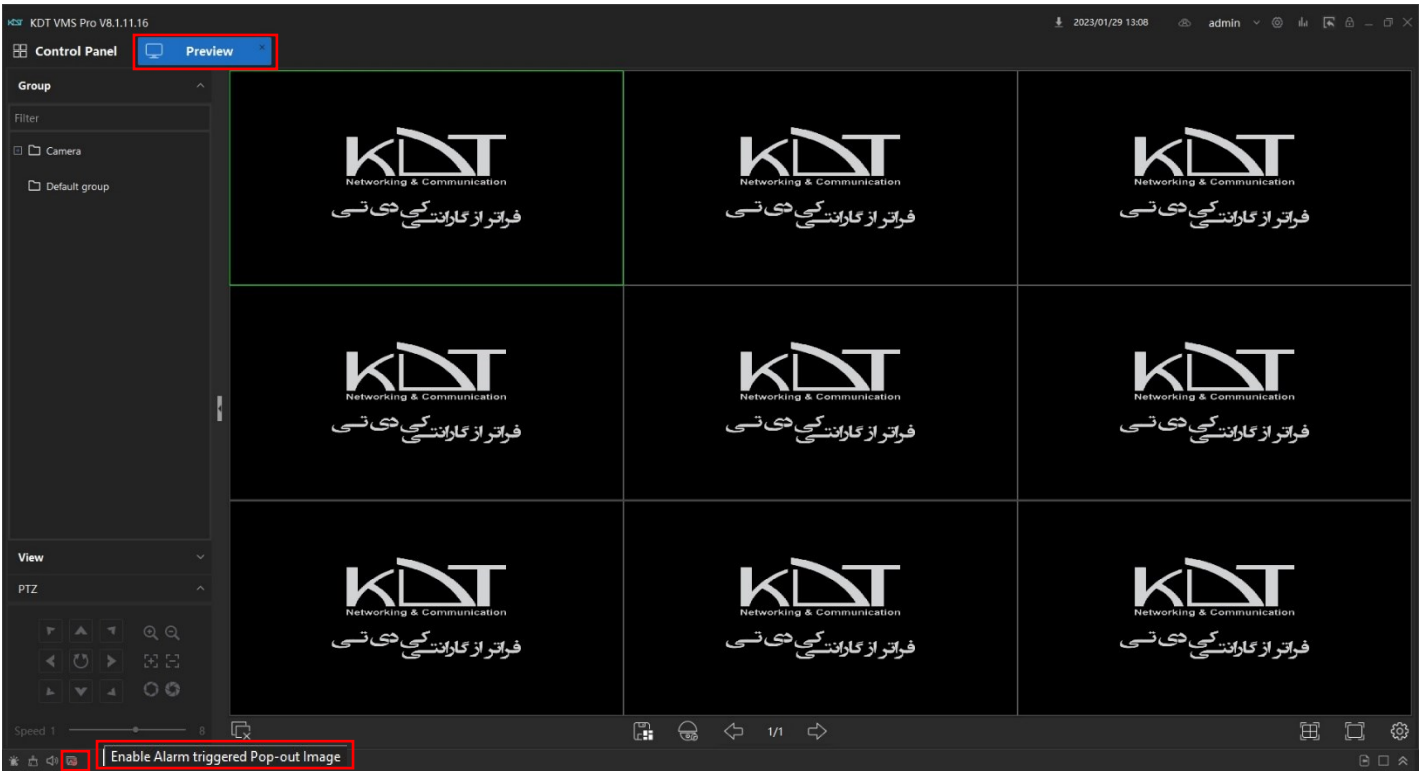 KDT KDT VMS Pro V8.1.11.16
2023/01/29 13:08
admin
Control Panel
Preview
Group
Filter
Camera
Default group
KDT
Networking & Communication
فراتر از گارانتی کی دی تی
KDT
Networking & Communication
فراتر از گارانتی کی دی تی
KDT
Networking & Communication
فراتر از گارانتی کی دی تی
KDT
Networking & Communication
فراتر از گارانتی کی دی تی
KDT
Networking & Communication
فراتر از گارانتی کی دی تی
KDT
Networking & Communication
فراتر از گارانتی کی دی تی
KDT
Networking & Communication
فراتر از گارانتی کی دی تی
KDT
Networking & Communication
فراتر از گارانتی کی دی تی
KDT
Networking & Communication
فراتر از گارانتی کی دی تی
View
PTZ
Speed 1 8
1/1
Enable Alarm triggered Pop-out Image